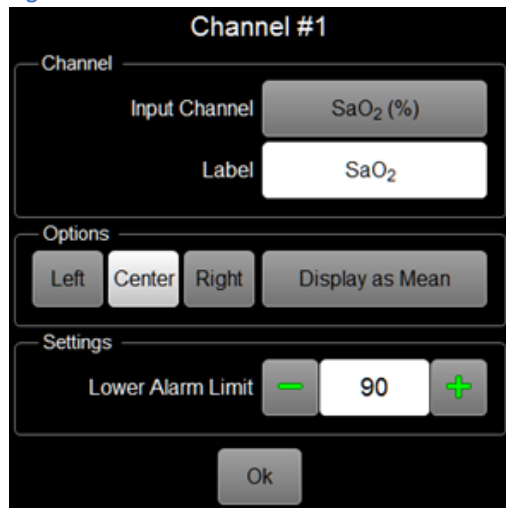 Channel #1
Channel
Input Channel SaO₂ (%)
Label SaO₂
Options
Left Center Right Display as Mean
Settings
Lower Alarm Limit − 90 +
Ok